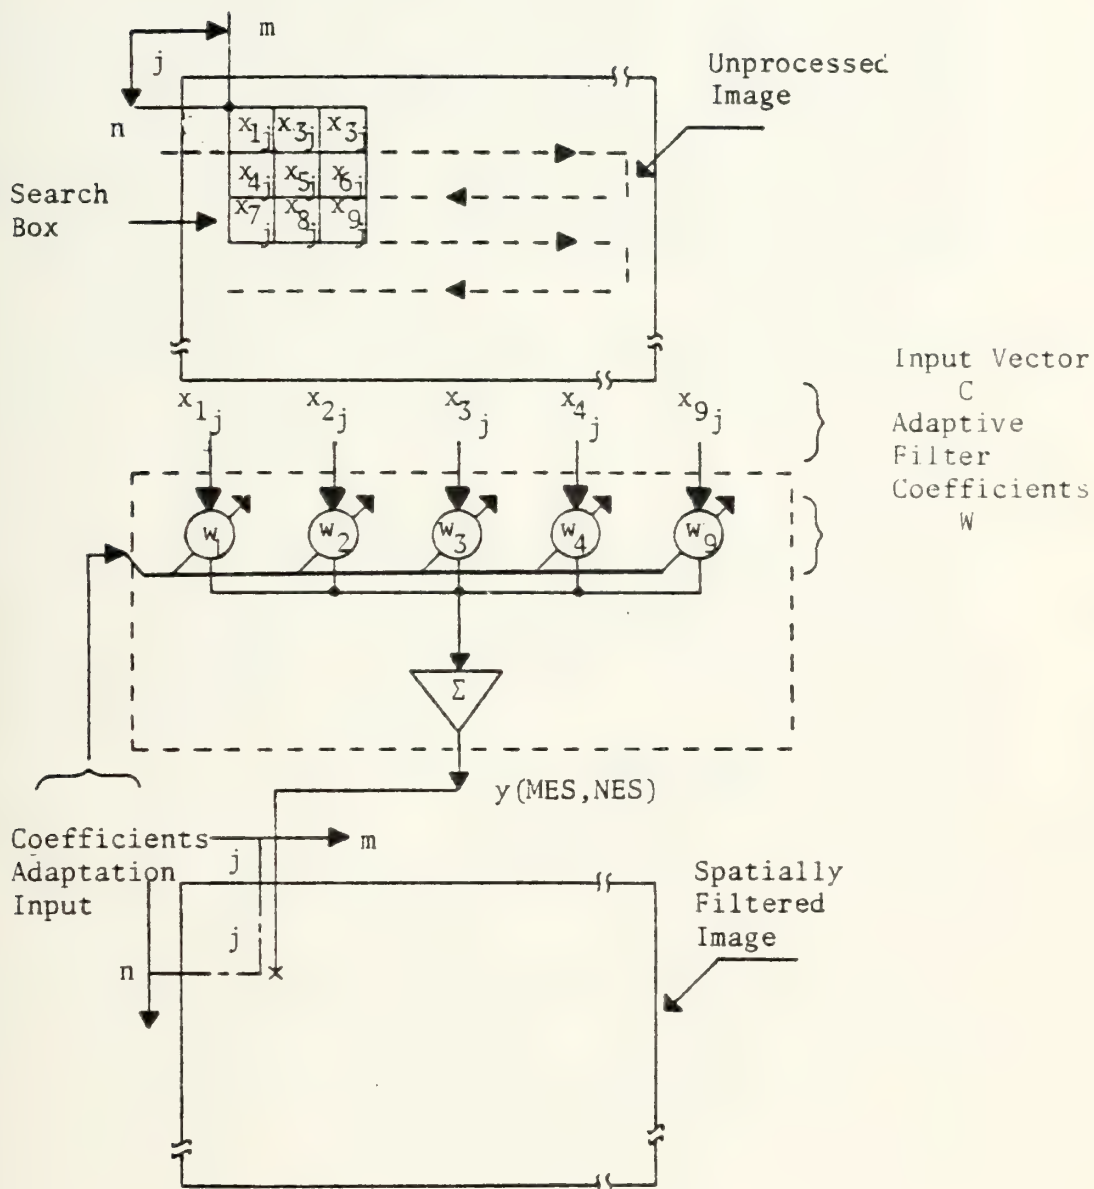 m
j
n
Unprocessed
Image
x1j x3j x3j
x4j x5j x6j
x7j x8j x9j
Search
Box
x1j x2j x3j x4j x9j
Input Vector
C
Adaptive
Filter
Coefficients
W
w1 w2 w3 w4 w9
Σ
y(MES,NES)
Coefficients
Adaptation
Input
m
j
j
n
Spatially
Filtered
Image